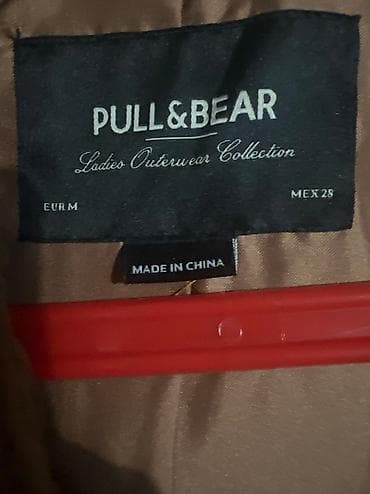 PULL&BEAR
Ladies Outerwear Collection
EUR M MEX 28
MADE IN CHINA